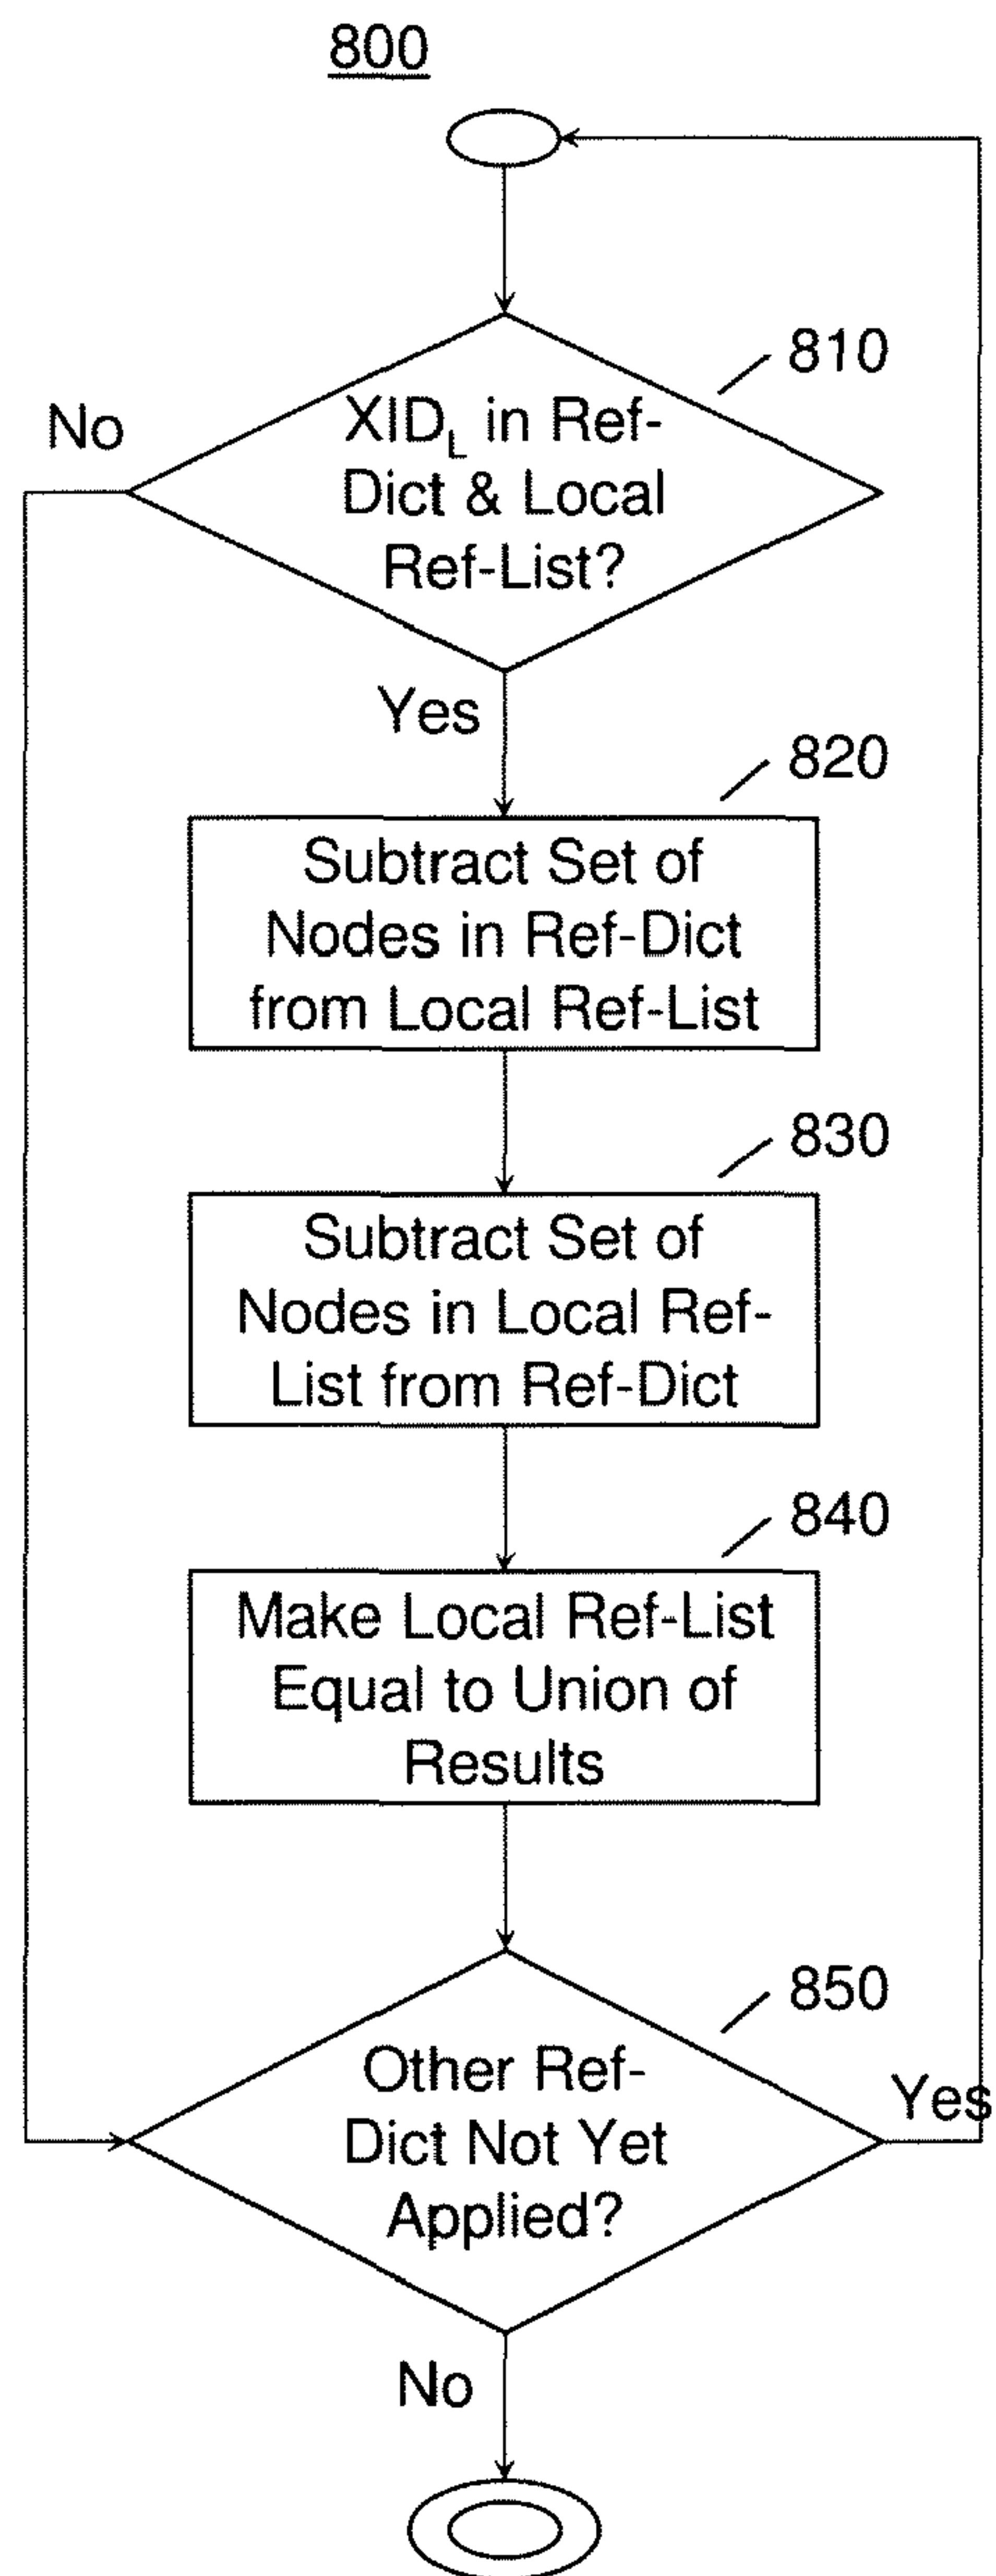 800
810
No
XIDL in Ref-
Dict & Local
Ref-List?
Yes
820
Subtract Set of
Nodes in Ref-Dict
from Local Ref-List
830
Subtract Set of
Nodes in Local Ref-
List from Ref-Dict
840
Make Local Ref-List
Equal to Union of
Results
850
Other Ref-
Dict Not Yet
Applied?
Yes
No